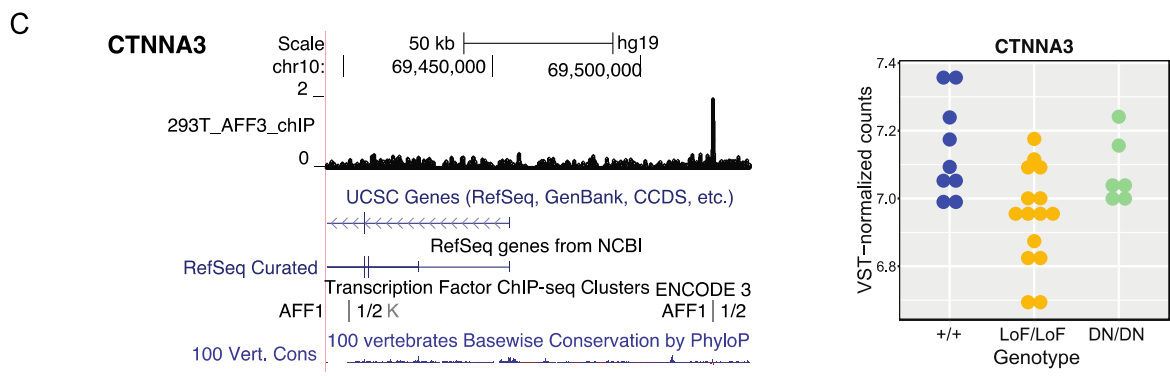 C
CTNNA3
Scale 50 kb hg19
chr10: 69,450,000 69,500,000
2
293T_AFF3_chIP
0
UCSC Genes (RefSeq, GenBank, CCDS, etc.)
RefSeq genes from NCBI
RefSeq Curated
Transcription Factor ChIP-seq Clusters ENCODE 3
AFF1 1/2 K AFF1 1/2
100 vertebrates Basewise Conservation by PhyloP
100 Vert. Cons
CTNNA3
VST−normalized counts
7.4
7.2
7.0
6.8
+/+ LoF/LoF DN/DN
Genotype